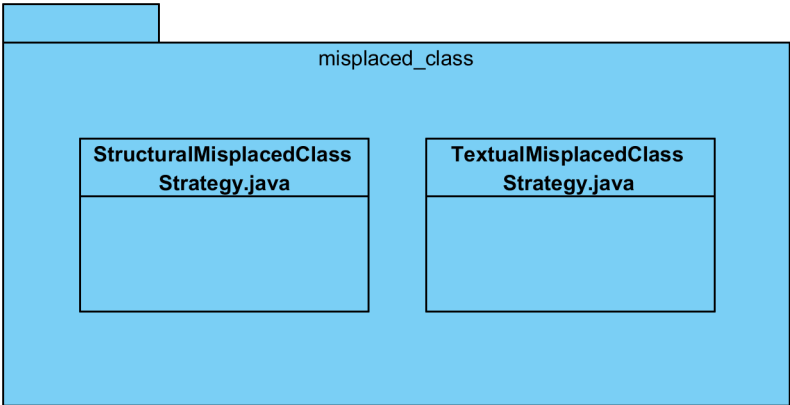 misplaced_class
StructuralMisplacedClass
Strategy.java
TextualMisplacedClass
Strategy.java